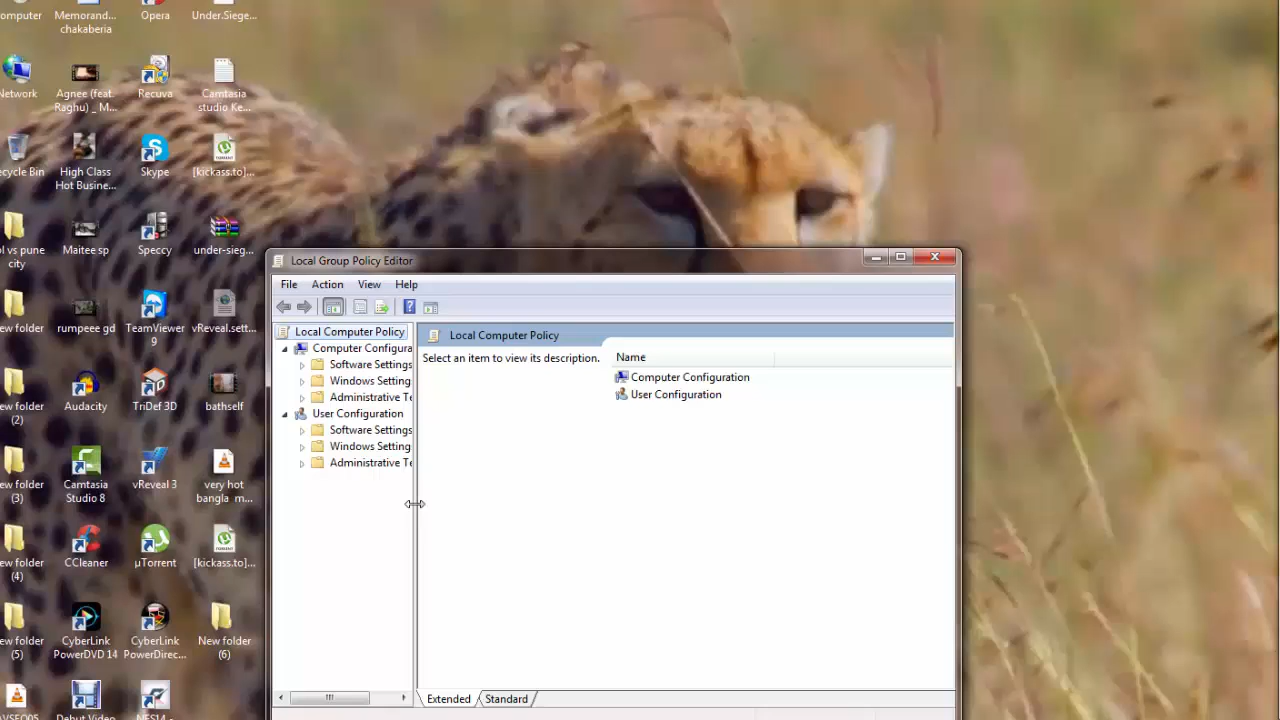 omputer
Memorand...
chakaberia
Opera
Under.Siege...
Network
Agnee (feat.
Raghu) _ M...
Recuva
Camtasia
studio Ke...
ecycle Bin
High Class
Hot Busine...
Skype
[kickass.to]...
ol vs pune
city
Maitee sp
Speccy
under-sieg...
ew folder
rumpeee gd
TeamViewer
9
vReveal.sett...
ew folder
(2)
Audacity
TriDef 3D
bathself
ew folder
(3)
Camtasia
Studio 8
vReveal 3
very hot
bangla m...
ew folder
(4)
CCleaner
µTorrent
[kickass.to]...
ew folder
(5)
CyberLink
PowerDVD 14
CyberLink
PowerDirec...
New folder
(6)
Debut Video
Local Group Policy Editor
File Action View Help
Local Computer Policy
Computer Configura
Software Settings
Windows Setting
Administrative Te
User Configuration
Software Settings
Windows Setting
Administrative Te
Local Computer Policy
Select an item to view its description.
Name
Computer Configuration
User Configuration
Extended
Standard